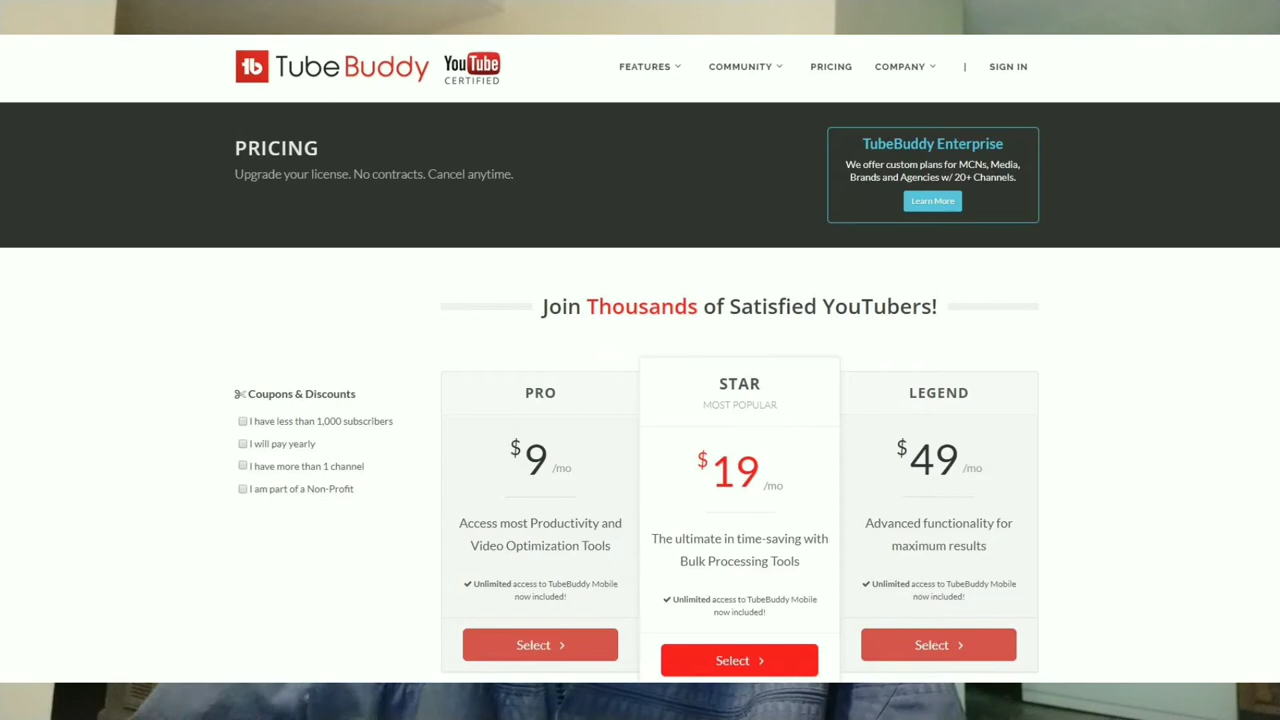 TubeBuddy YouTube CERTIFIED
FEATURES COMMUNITY PRICING COMPANY | SIGN IN
PRICING
Upgrade your license. No contracts. Cancel anytime.
TubeBuddy Enterprise
We offer custom plans for MCNs, Media,
Brands and Agencies w/ 20+ Channels.
Learn More
Join Thousands of Satisfied YouTubers!
Coupons & Discounts
I have less than 1,000 subscribers
I will pay yearly
I have more than 1 channel
I am part of a Non-Profit
PRO
$9 /mo
Access most Productivity and
Video Optimization Tools
✔ Unlimited access to TubeBuddy Mobile
now included!
Select >
STAR
MOST POPULAR
$19 /mo
The ultimate in time-saving with
Bulk Processing Tools
✔ Unlimited access to TubeBuddy Mobile
now included!
Select >
LEGEND
$49 /mo
Advanced functionality for
maximum results
✔ Unlimited access to TubeBuddy Mobile
now included!
Select >